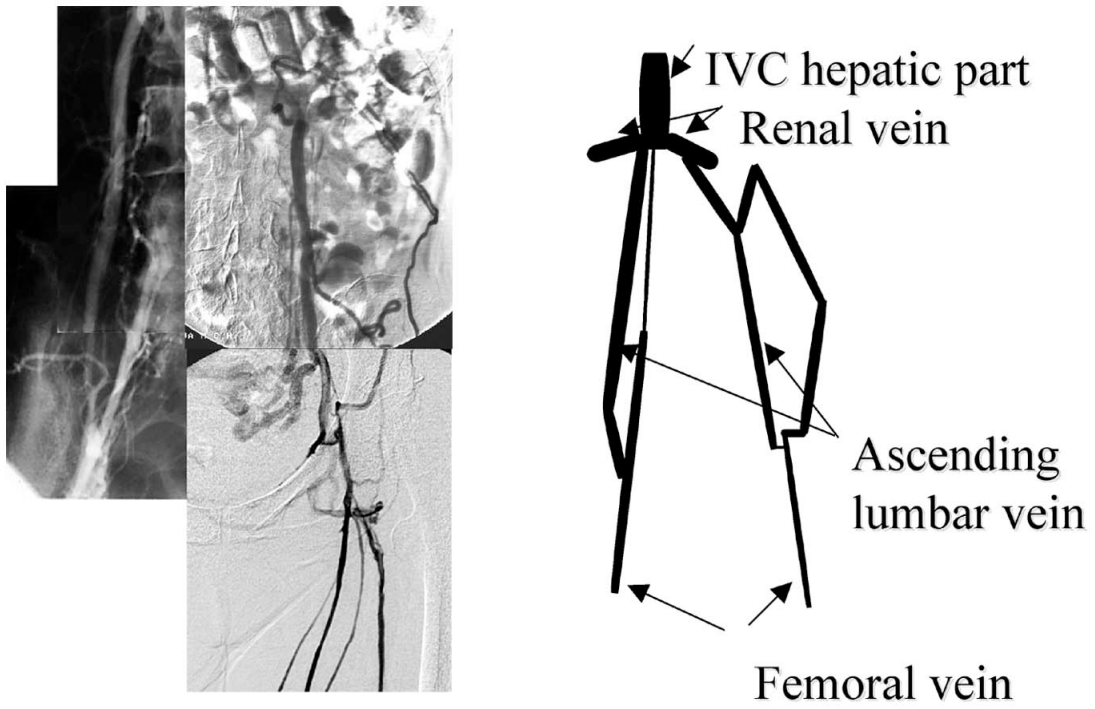 IVC hepatic part
Renal vein
Ascending
lumbar vein
Femoral vein